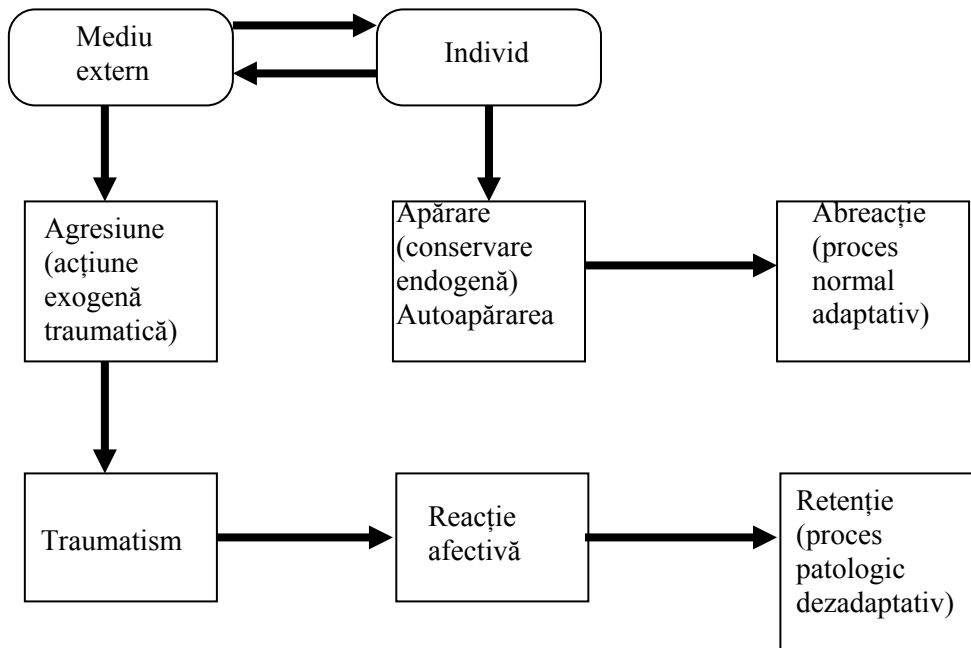 Mediu
extern
Individ
Agresiune
(acțiune
exogenă
traumatică)
Apărare
(conservare
endogenă)
Autoapărarea
Abreacție
(proces
normal
adaptativ)
Traumatism
Reacție
afectivă
Retenție
(proces
patologic
dezadaptativ)